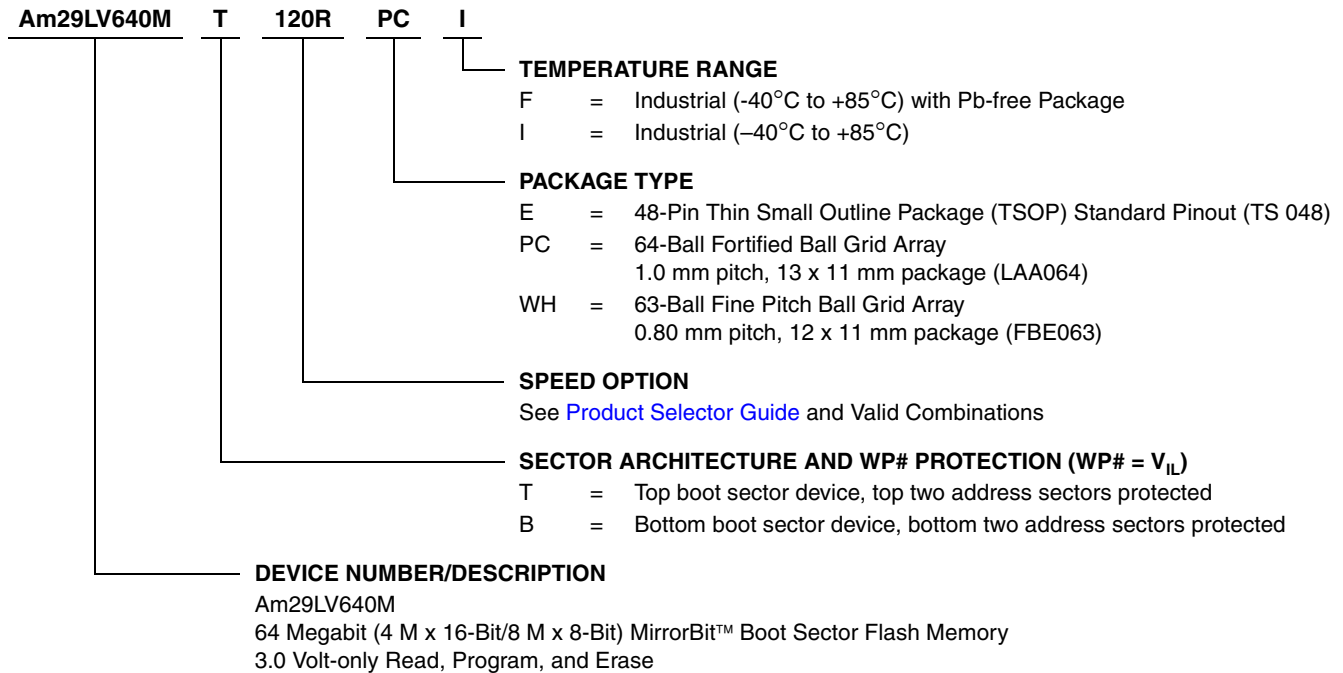 Am29LV640M T 120R PC I
TEMPERATURE RANGE
F = Industrial (-40°C to +85°C) with Pb-free Package
I = Industrial (–40°C to +85°C)
PACKAGE TYPE
E = 48-Pin Thin Small Outline Package (TSOP) Standard Pinout (TS 048)
PC = 64-Ball Fortified Ball Grid Array
1.0 mm pitch, 13 x 11 mm package (LAA064)
WH = 63-Ball Fine Pitch Ball Grid Array
0.80 mm pitch, 12 x 11 mm package (FBE063)
SPEED OPTION
See Product Selector Guide and Valid Combinations
SECTOR ARCHITECTURE AND WP# PROTECTION (WP# = VIL)
T = Top boot sector device, top two address sectors protected
B = Bottom boot sector device, bottom two address sectors protected
DEVICE NUMBER/DESCRIPTION
Am29LV640M
64 Megabit (4 M x 16-Bit/8 M x 8-Bit) MirrorBit™ Boot Sector Flash Memory
3.0 Volt-only Read, Program, and Erase